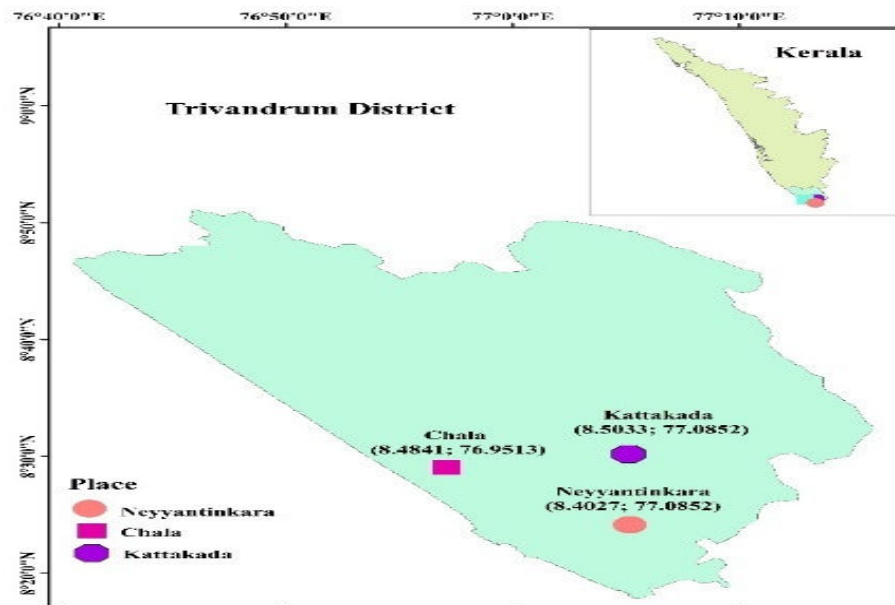 76°40'0"E 76°50'0"E 77°0'0"E 77°10'0"E
Kerala
Trivandrum District
9°0'0"N
8°50'0"N
8°40'0"N
8°30'0"N
8°20'0"N
Kattakada
(8.5033; 77.0852)
Chala
(8.4841; 76.9513)
Neyyantinkara
(8.4027; 77.0852)
Place
Neyyantinkara
Chala
Kattakada